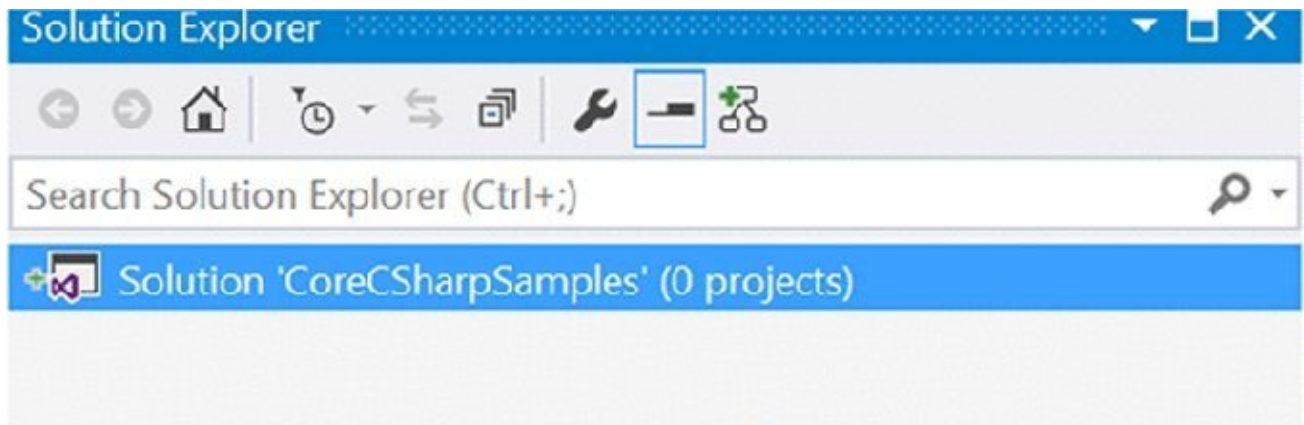 Solution Explorer
Search Solution Explorer (Ctrl+;)
Solution 'CoreCSharpSamples' (0 projects)